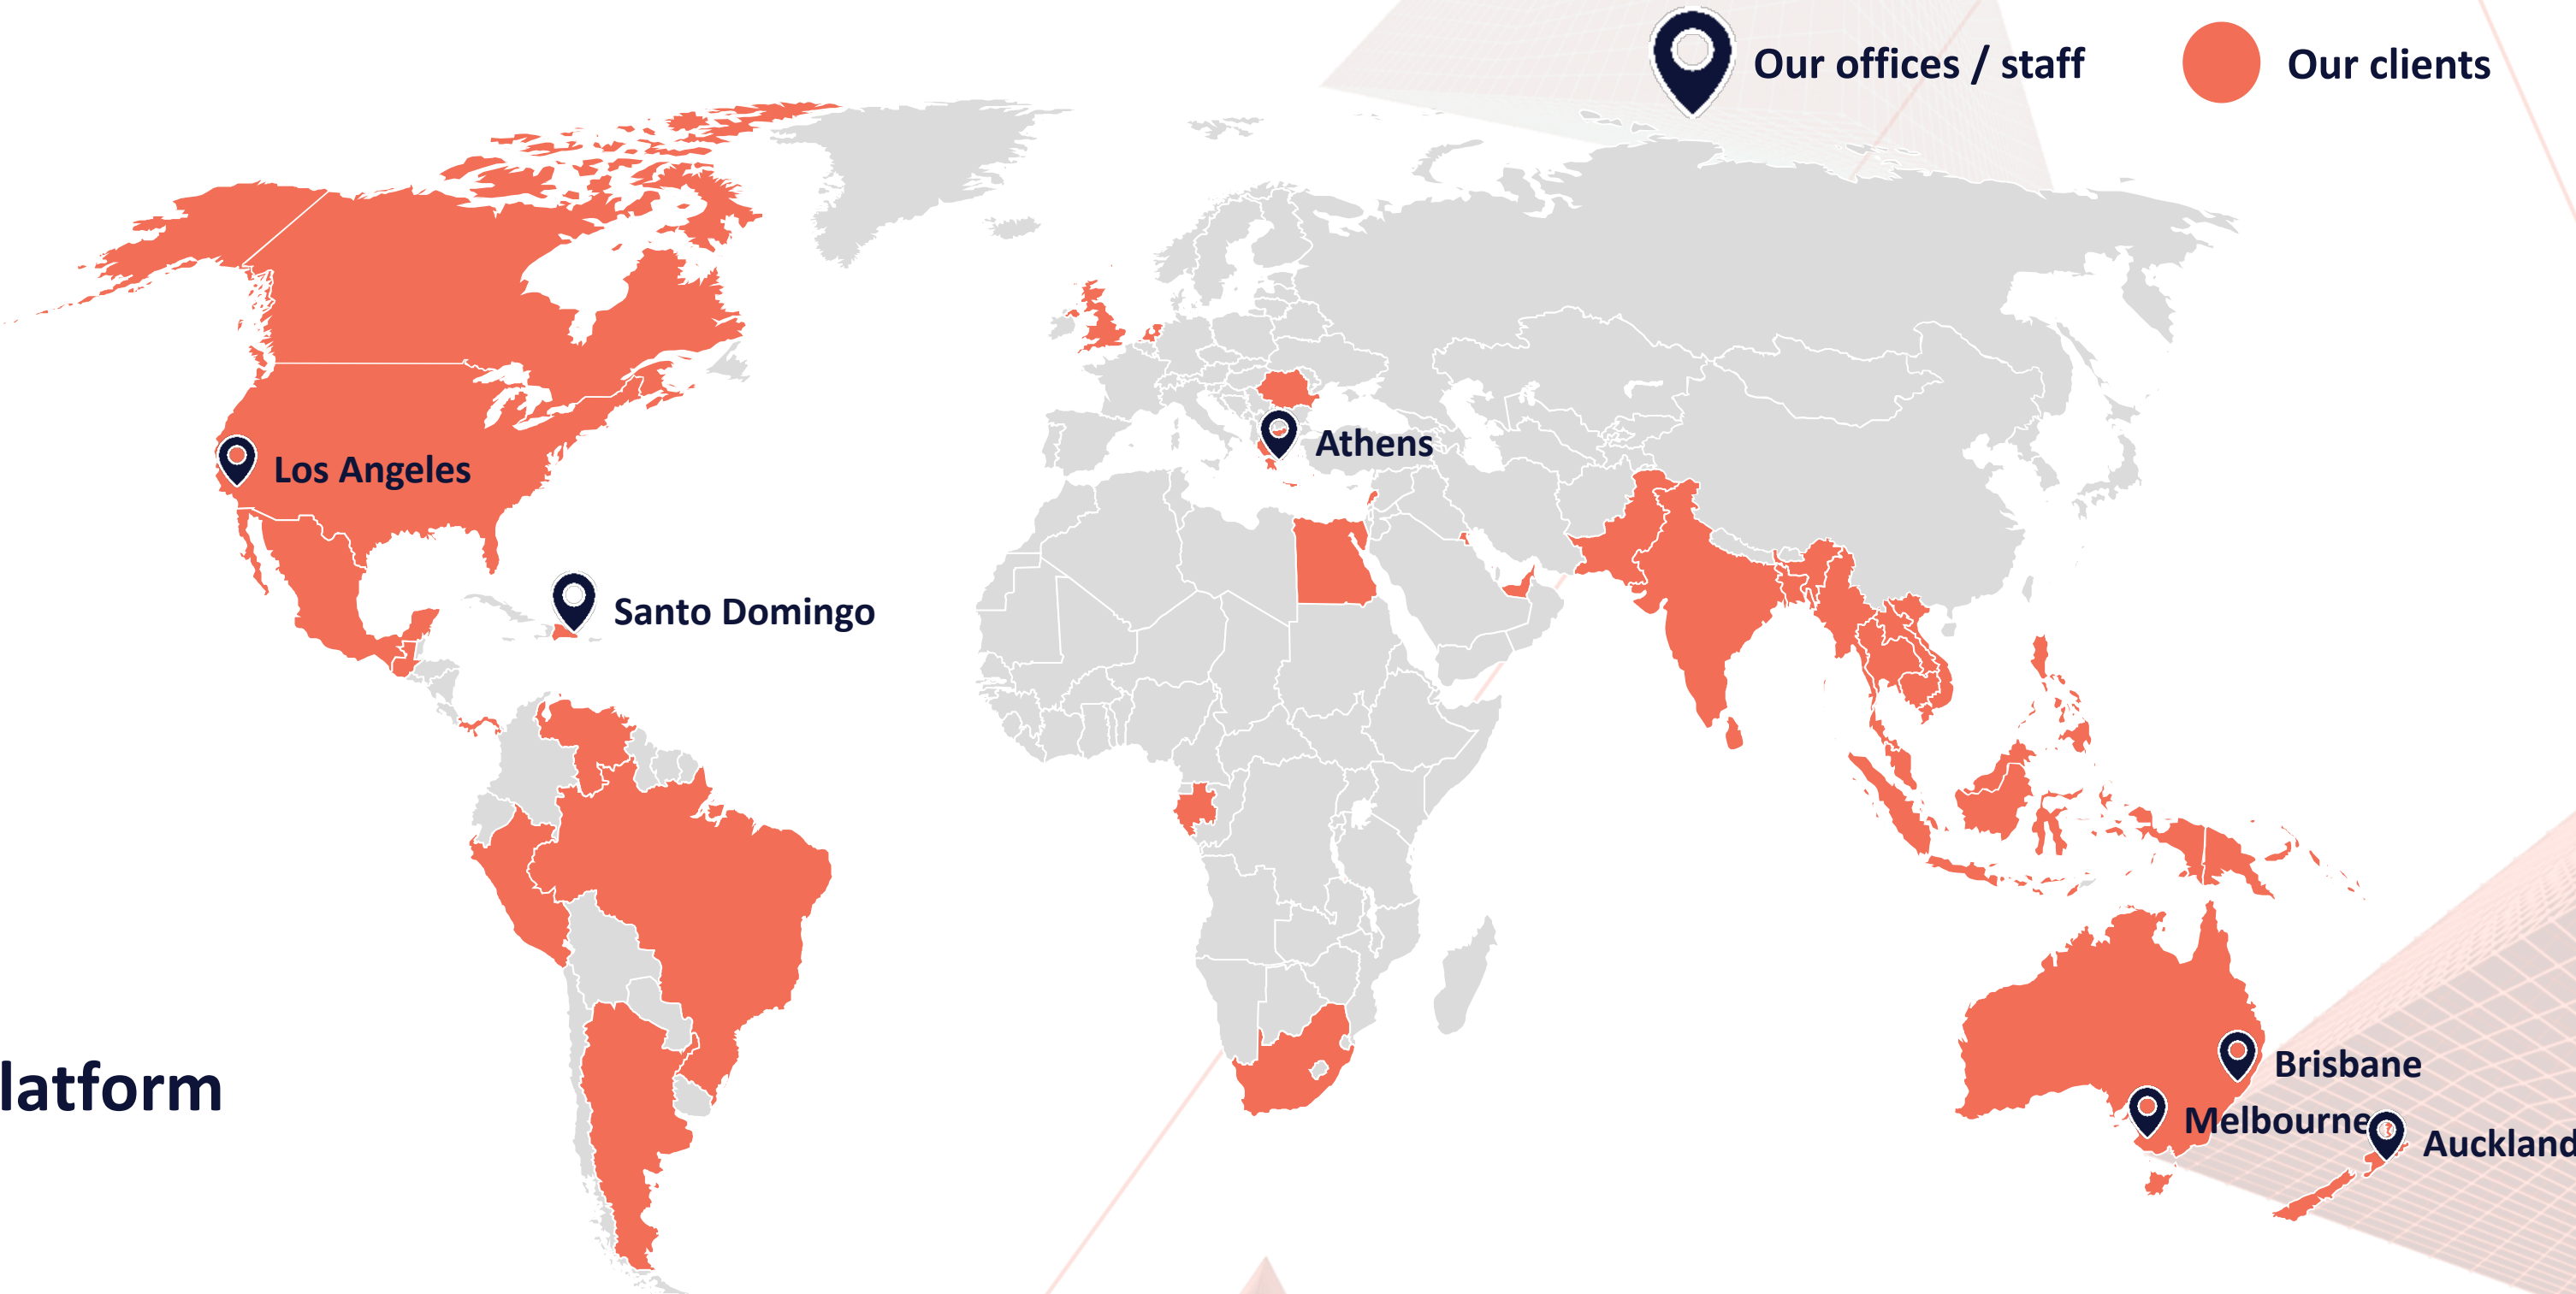 Our offices / staff
Our clients
Athens
Los Angeles
Santo Domingo
Brisbane
Melbourne
Auckland
latform